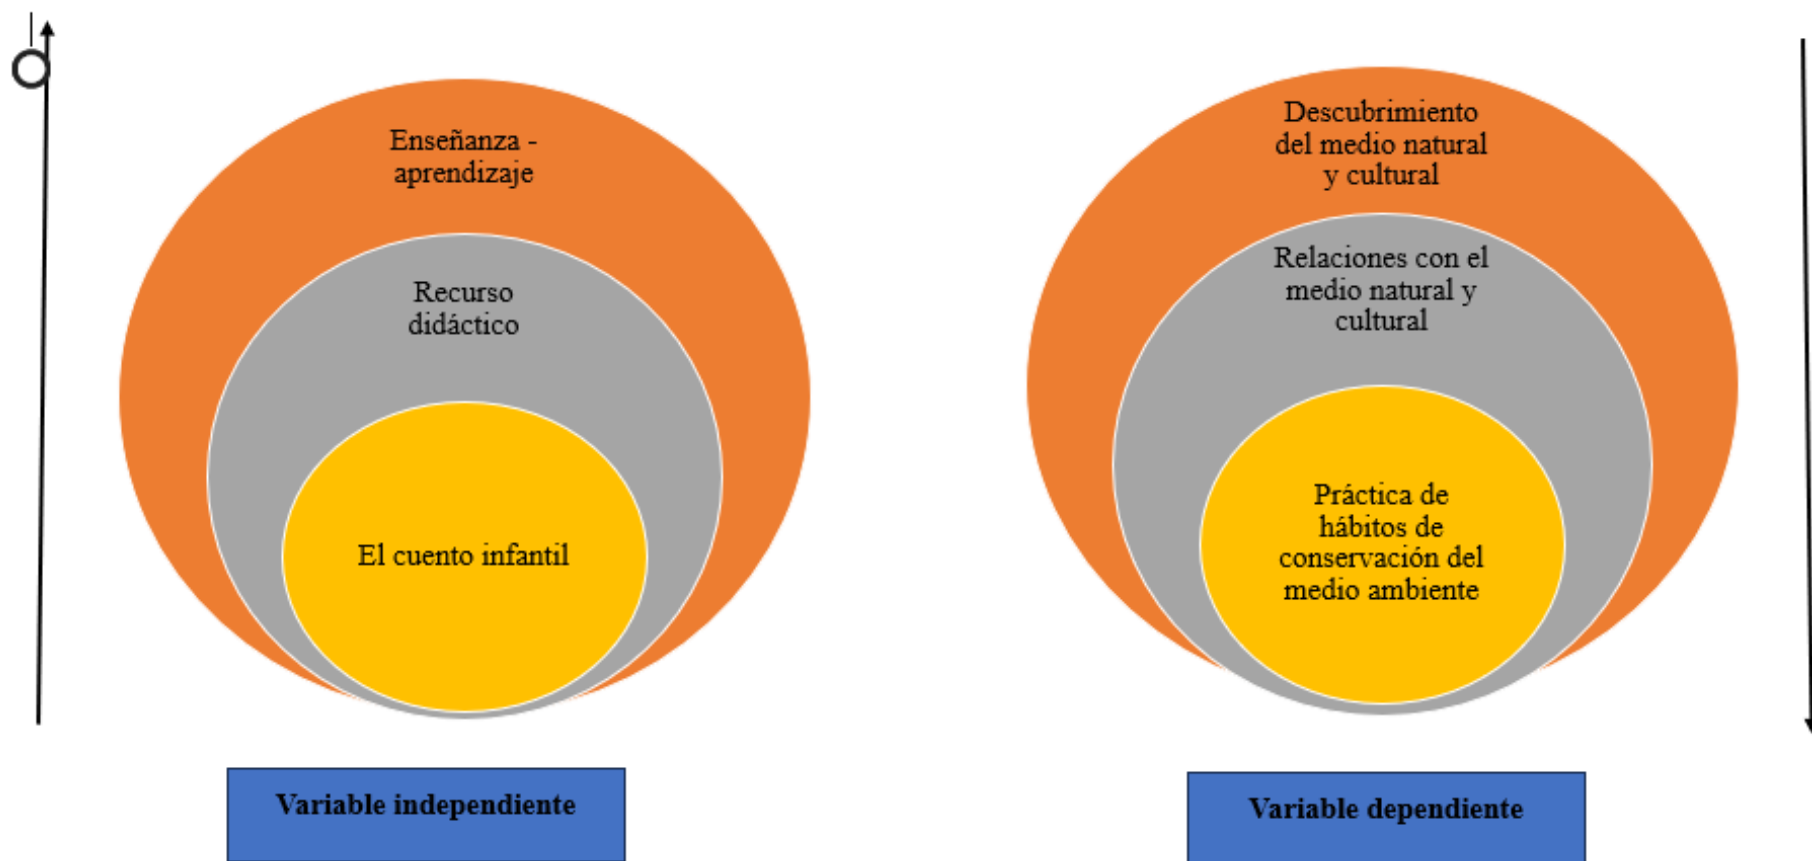 Enseñanza -
aprendizaje
Recurso
didáctico
El cuento infantil
Variable independiente
Descubrimiento
del medio natural
y cultural
Relaciones con el
medio natural y
cultural
Práctica de
hábitos de
conservación del
medio ambiente
Variable dependiente